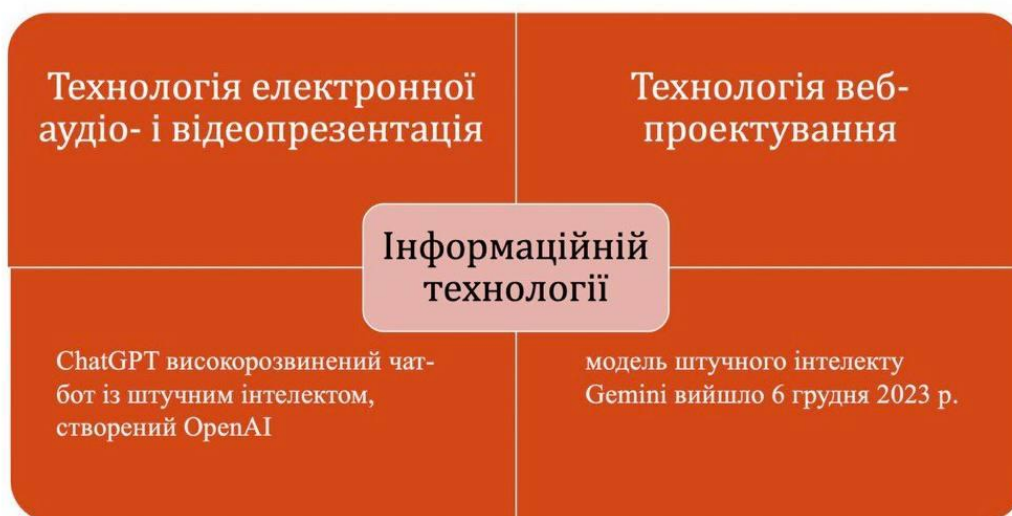 Технологія електронної
аудіо- і відеопрезентація
Технологія веб-
проектування
Інформаційній
технології
ChatGPT високорозвинений чат-
бот із штучним інтелектом,
створений OpenAI
модель штучного інтелекту
Gemini вийшло 6 грудня 2023 р.